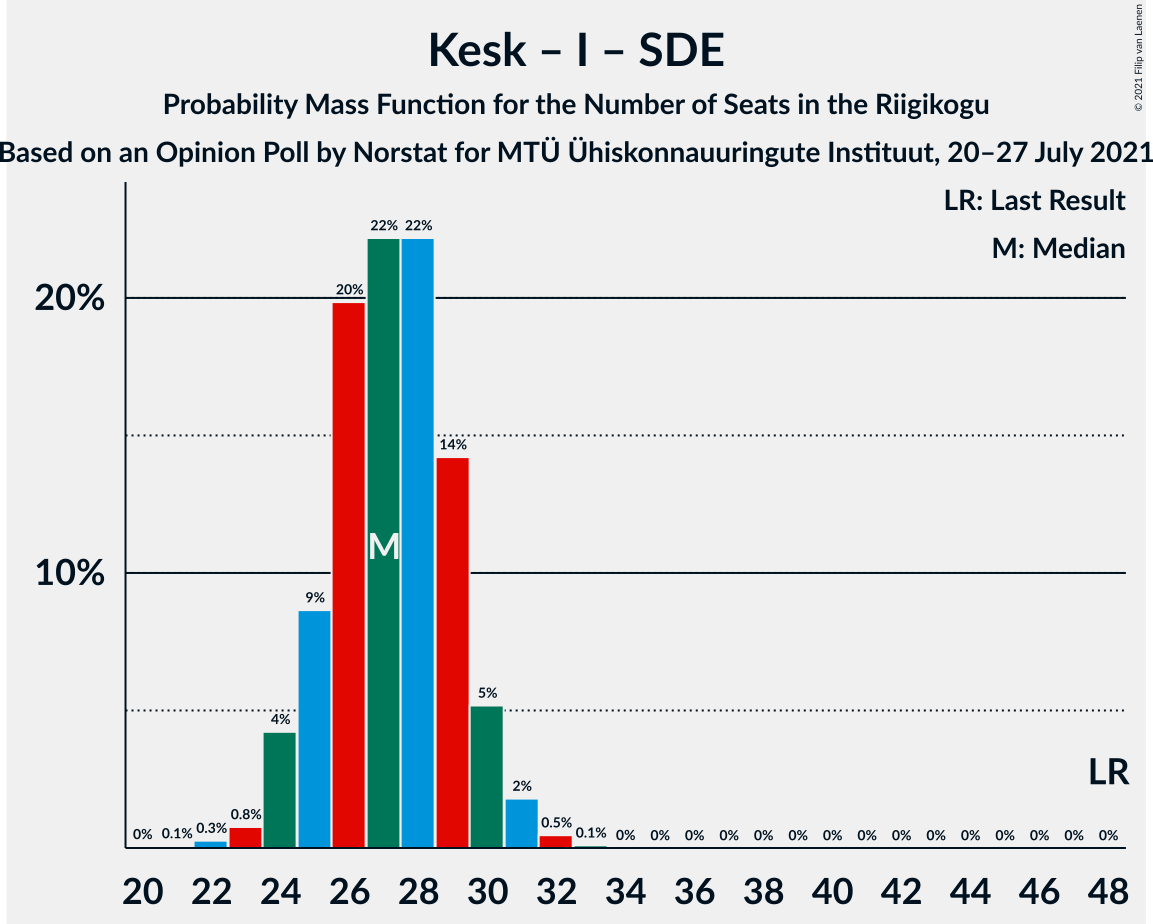 Kesk – I – SDE
Probability Mass Function for the Number of Seats in the Riigikogu
Based on an Opinion Poll by Norstat for MTÜ Ühiskonnauuringute Instituut, 20–27 July 2021
© 2021 Filip van Laenen
LR: Last Result
M: Median
20%
10%
0% 0.1% 0.3% 0.8% 4% 9% 20% 22% 22% 14% 5% 2% 0.5% 0.1% 0% 0% 0% 0% 0% 0% 0% 0% 0% 0% 0% 0% 0% 0% 0%
M
LR
20 22 24 26 28 30 32 34 36 38 40 42 44 46 48